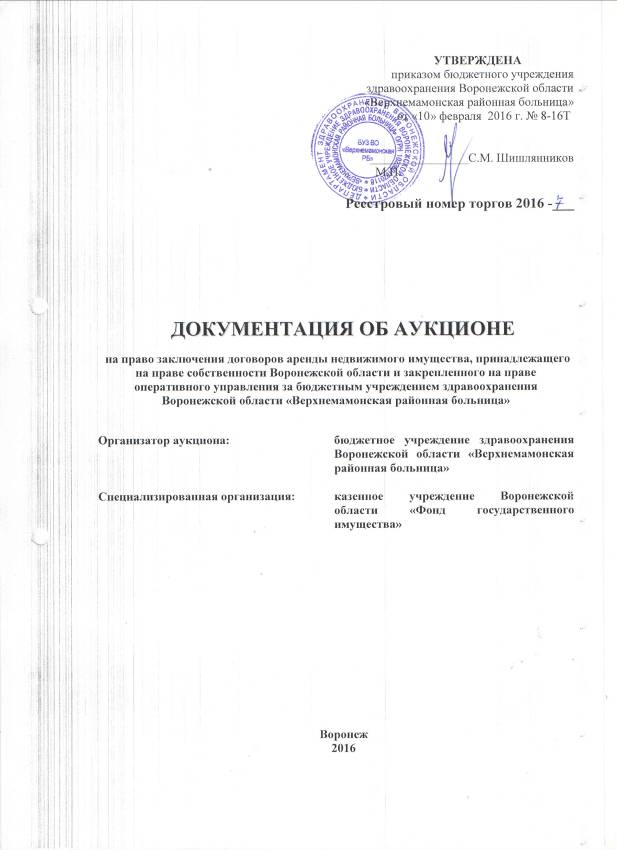 УТВЕРЖДЕНА
приказом бюджетного учреждения
здравоохранения Воронежской области
«Верхнемамонская районная больница»
от «10» февраля 2016 г. № 8-16Т
БУЗ ВО
«Верхнемамонская
РБ»
С.М. Шишлянников
М.П.
Реестровый номер торгов 2016 - 7
ДОКУМЕНТАЦИЯ ОБ АУКЦИОНЕ
на право заключения договоров аренды недвижимого имущества, принадлежащего
на праве собственности Воронежской области и закрепленного на праве
оперативного управления за бюджетным учреждением здравоохранения
Воронежской области «Верхнемамонская районная больница»
Организатор аукциона: бюджетное учреждение здравоохранения
Воронежской области «Верхнемамонская
районная больница»
Специализированная организация: казенное учреждение Воронежской
области «Фонд государственного
имущества»
Воронеж
2016